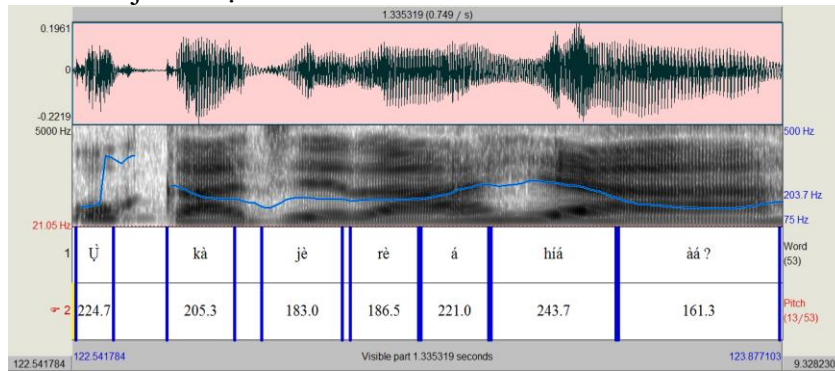 1.335319 (0.749 / s)
0.1961
0
-0.2219
5000 Hz
500 Hz
203.7 Hz
21.05 Hz
75 Hz
1 Ụ̀ kà jè rè á híá àá ? Word (53)
2 224.7 205.3 183.0 186.5 221.0 243.7 161.3 Pitch (13/53)
122.541784 122.541784 Visible part 1.335319 seconds 123.877103 9.328230